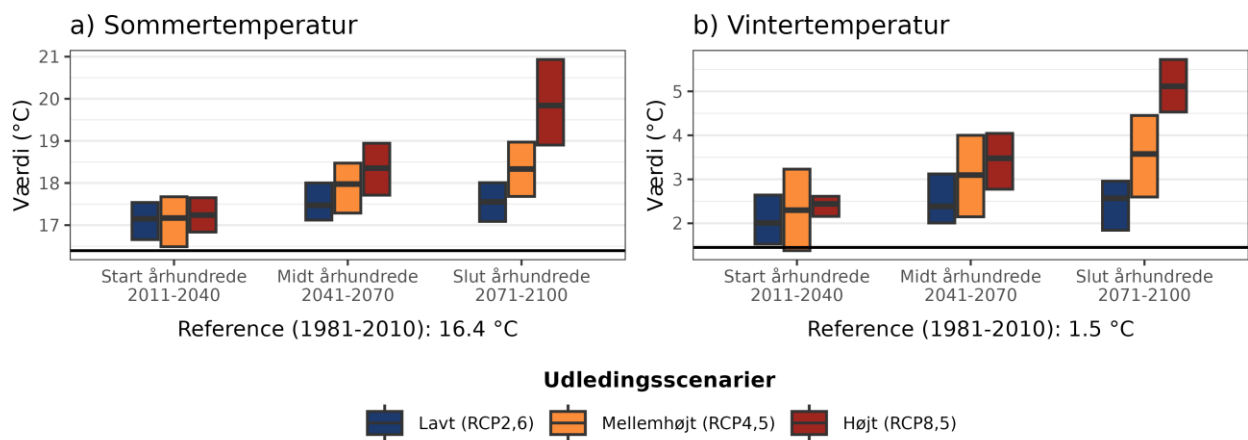 a) Sommertemperatur
Værdi (°C)
21
20
19
18
17
Start århundrede
2011-2040
Midt århundrede
2041-2070
Slut århundrede
2071-2100
Reference (1981-2010): 16.4 °C
b) Vintertemperatur
Værdi (°C)
5
4
3
2
Start århundrede
2011-2040
Midt århundrede
2041-2070
Slut århundrede
2071-2100
Reference (1981-2010): 1.5 °C
Udledingsscenarier
Lavt (RCP2,6)
Mellemhøjt (RCP4,5)
Højt (RCP8,5)